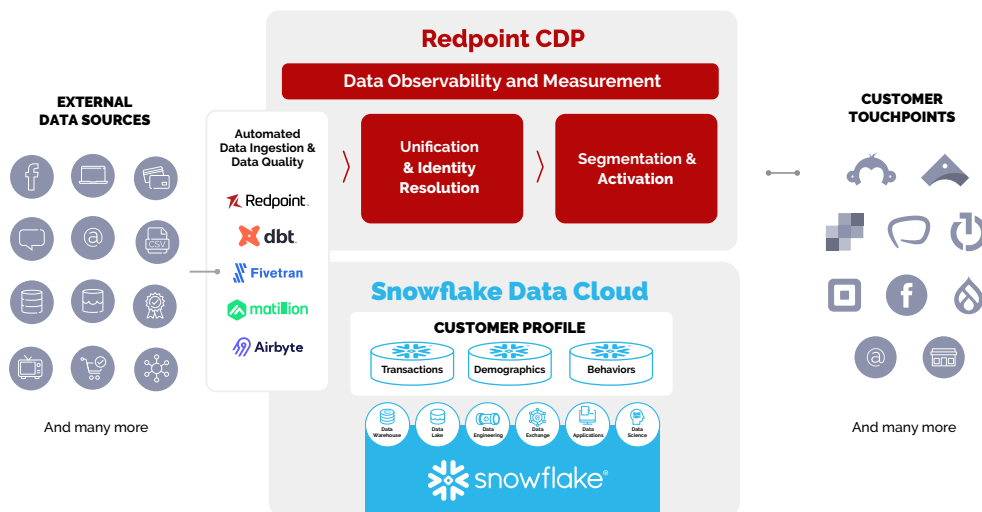 Redpoint CDP
Data Observability and Measurement
EXTERNAL
DATA SOURCES
CUSTOMER
TOUCHPOINTS
Automated
Data Ingestion &
Data Quality
Unification
& Identity
Resolution
Segmentation &
Activation
Redpoint.
dbt
Fivetran
matillion
Airbyte
@
CSV
And many more
Snowflake Data Cloud
CUSTOMER PROFILE
Transactions
Demographics
Behaviors
Data
Warehouse
Data
Lake
Data
Engineering
Data
Exchange
Data
Applications
Data
Science
snowflake®
@
And many more